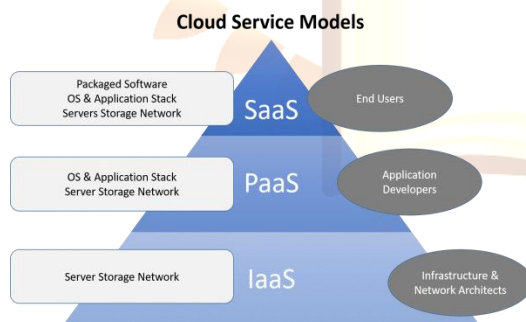 Cloud Service Models
Packaged Software
OS & Application Stack
Servers Storage Network
SaaS
End Users
OS & Application Stack
Server Storage Network
PaaS
Application
Developers
Server Storage Network
IaaS
Infrastructure &
Network Architects